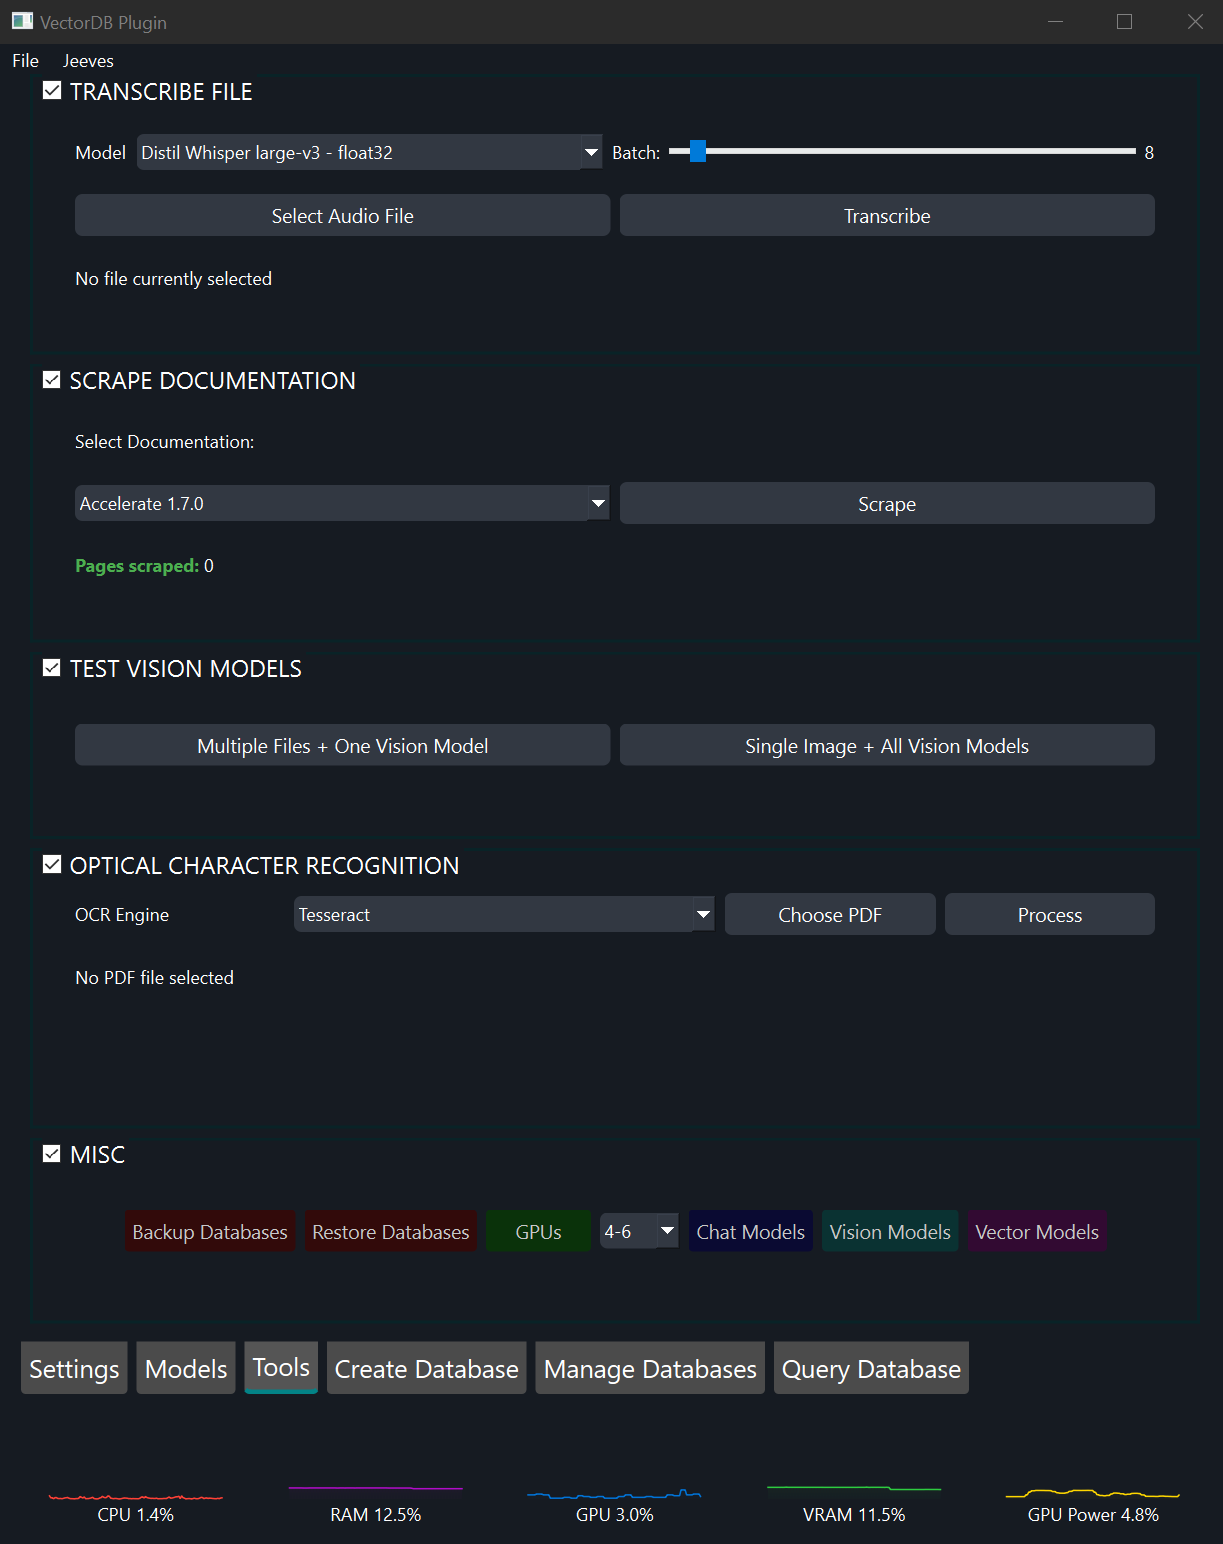 VectorDB Plugin
File Jeeves
TRANSCRIBE FILE
Model Distil Whisper large-v3 - float32 Batch: 8
Select Audio File Transcribe
No file currently selected
SCRAPE DOCUMENTATION
Select Documentation:
Accelerate 1.7.0 Scrape
Pages scraped: 0
TEST VISION MODELS
Multiple Files + One Vision Model Single Image + All Vision Models
OPTICAL CHARACTER RECOGNITION
OCR Engine Tesseract Choose PDF Process
No PDF file selected
MISC
Backup Databases Restore Databases GPUs 4-6 Chat Models Vision Models Vector Models
Settings Models Tools Create Database Manage Databases Query Database
CPU 1.4% RAM 12.5% GPU 3.0% VRAM 11.5% GPU Power 4.8%